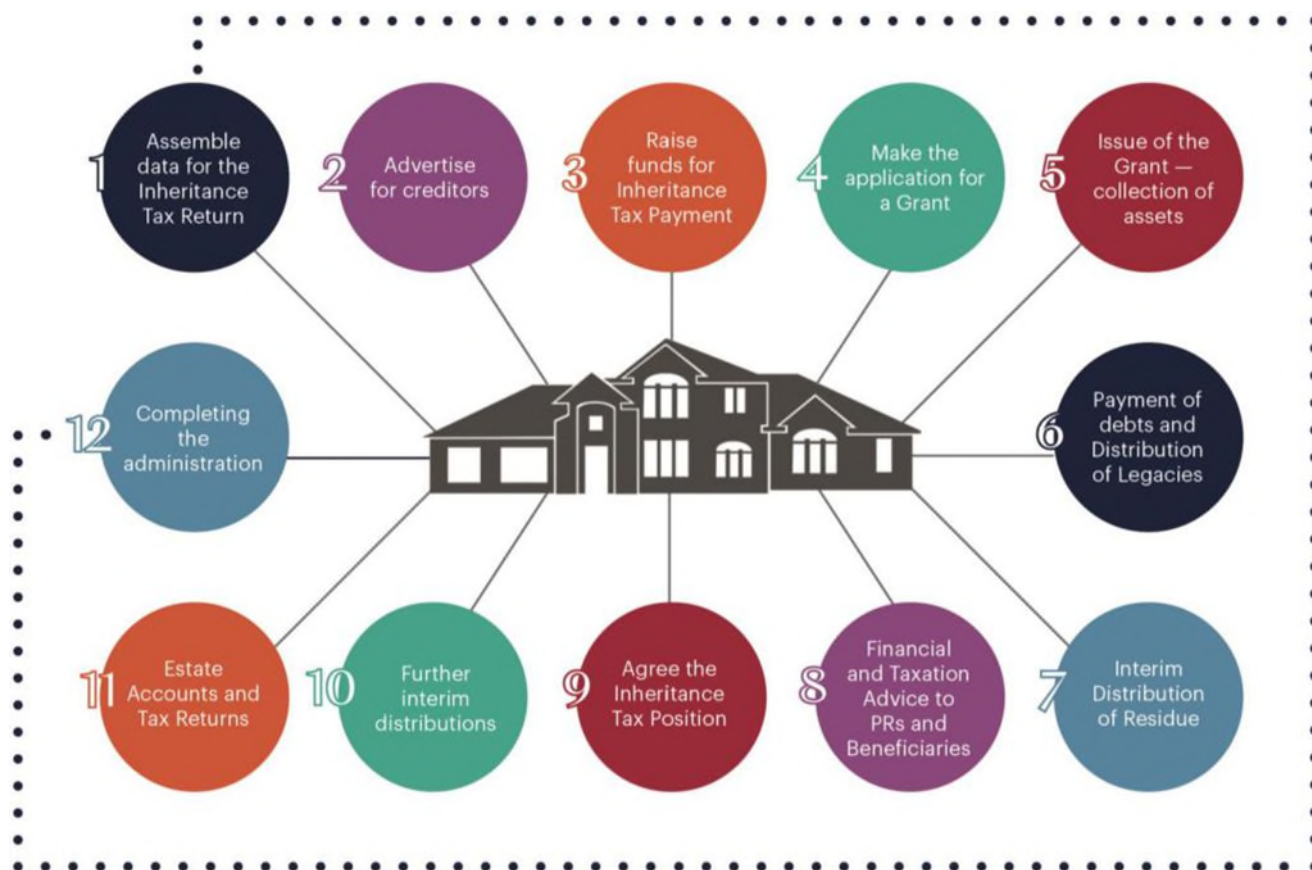 1
Assemble
data for the
Inheritance
Tax Return
2
Advertise
for creditors
3
Raise
funds for
Inheritance
Tax Payment
4
Make the
application for
a Grant
5
Issue of the
Grant —
collection of
assets
6
Payment of
debts and
Distribution
of Legacies
7
Interim
Distribution
of Residue
8
Financial
and Taxation
Advice to
PRs and
Beneficiaries
9
Agree the
Inheritance
Tax Position
10
Further
interim
distributions
11
Estate
Accounts and
Tax Returns
12
Completing
the
administration